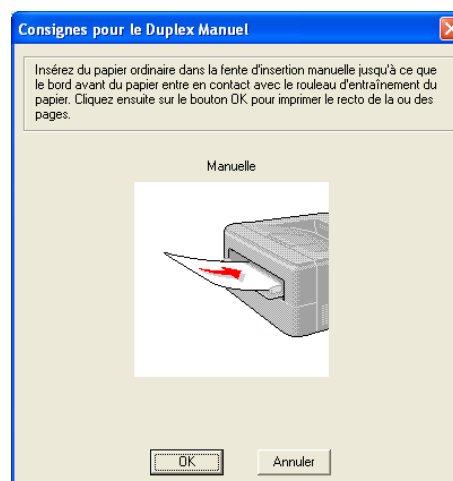 Consignes pour le Duplex Manuel
Insérez du papier ordinaire dans la fente d'insertion manuelle jusqu'à ce que
le bord avant du papier entre en contact avec le rouleau d'entraînement du
papier. Cliquez ensuite sur le bouton OK pour imprimer le recto de la ou des
pages.
Manuelle
OK
Annuler